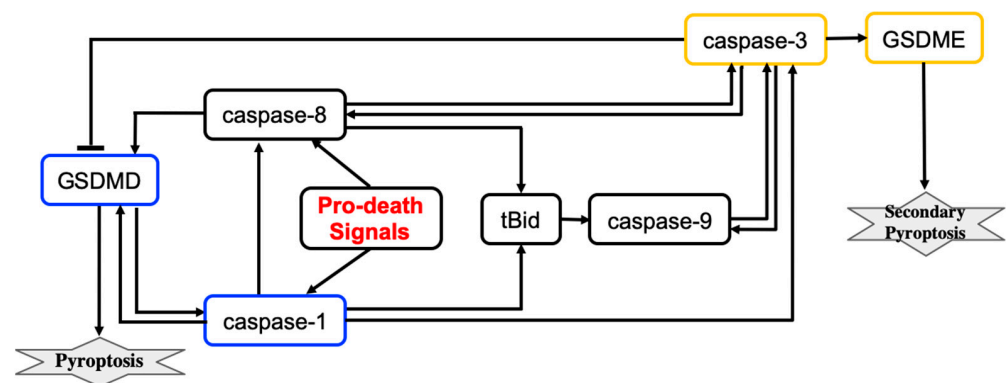 caspase-3
GSDME
caspase-8
GSDMD
Pro-death
Signals
tBid
caspase-9
Secondary
Pyroptosis
caspase-1
Pyroptosis